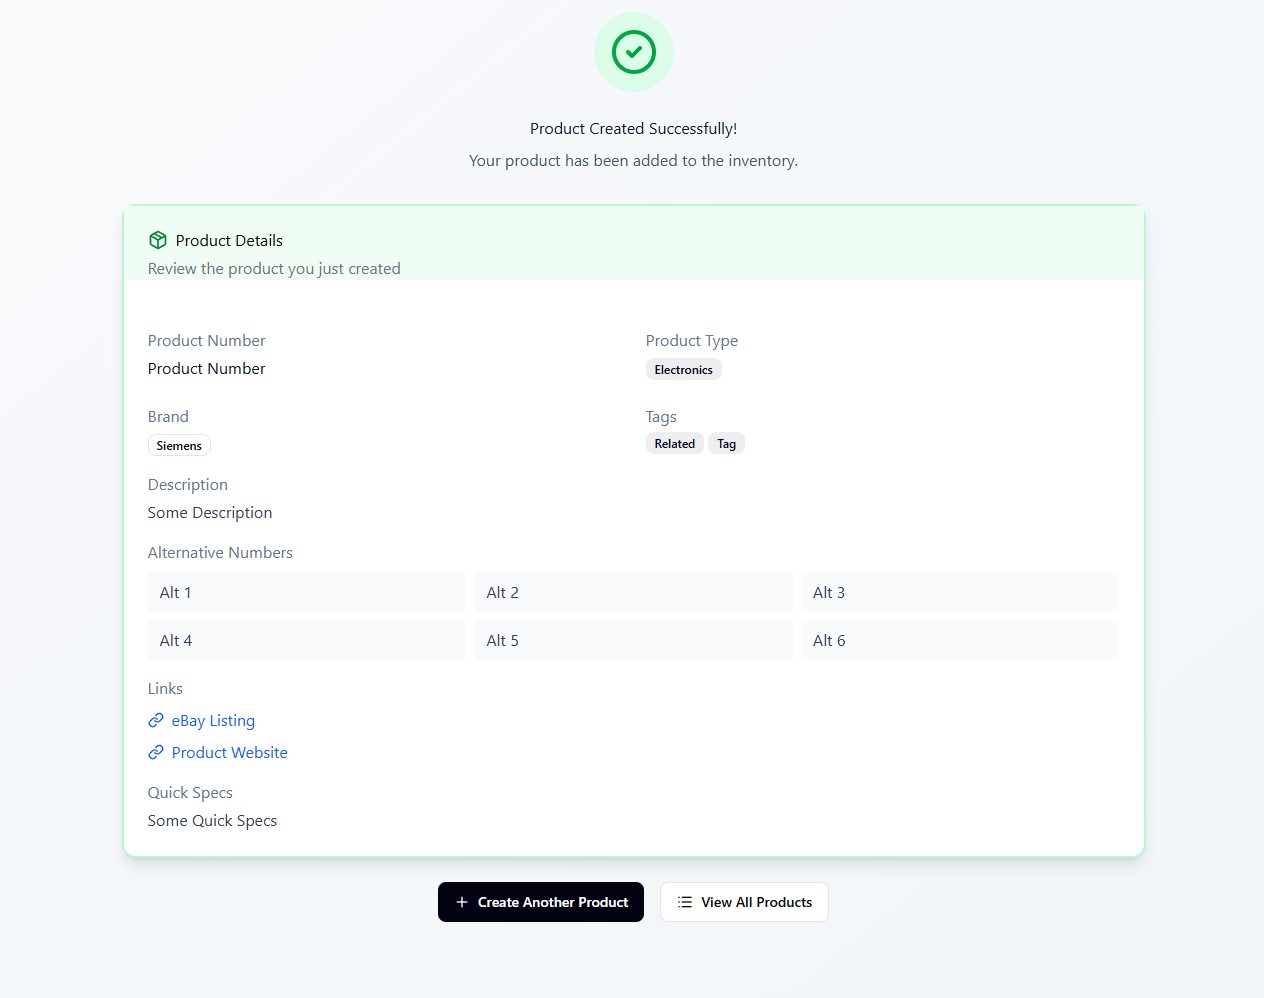 Product Created Successfully!
Your product has been added to the inventory.
Product Details
Review the product you just created
Product Number
Product Type
Product Number
Electronics
Brand
Tags
Siemens
Related Tag
Description
Some Description
Alternative Numbers
Alt 1 Alt 2 Alt 3
Alt 4 Alt 5 Alt 6
Links
eBay Listing
Product Website
Quick Specs
Some Quick Specs
Create Another Product
View All Products